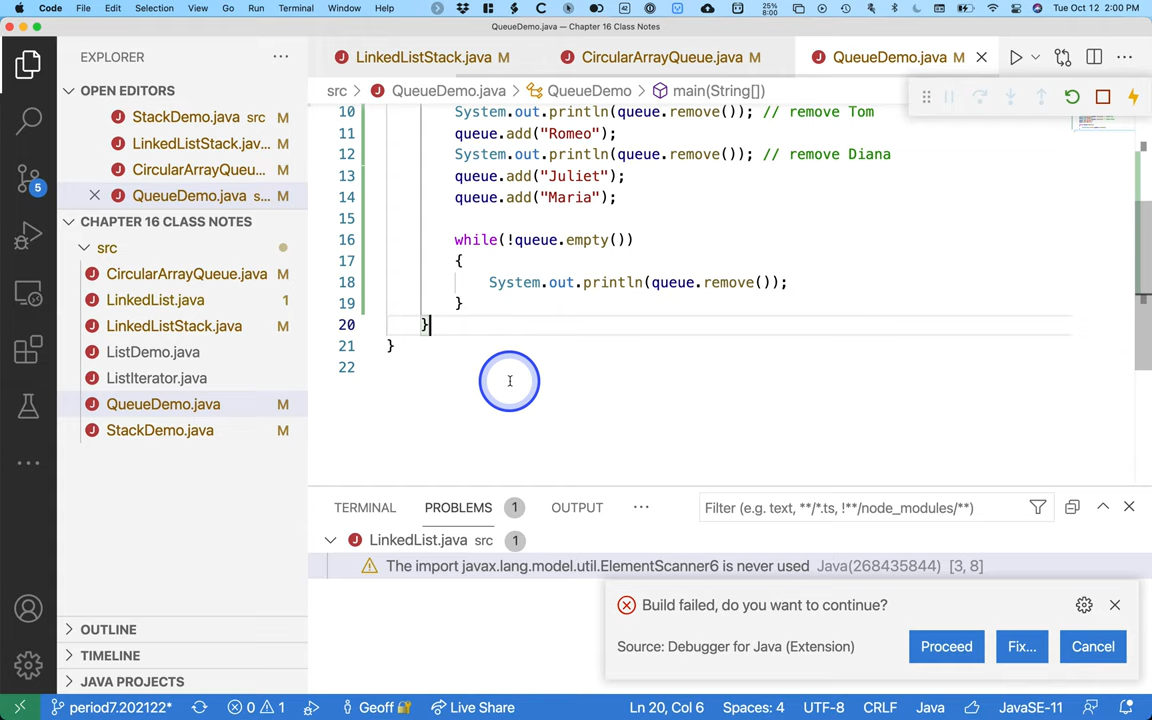 Code File Edit Selection View Go Run Terminal Window Help 25% 8:00 Tue Oct 12 2:00 PM
QueueDemo.java — Chapter 16 Class Notes
EXPLORER
LinkedListStack.java M
CircularArrayQueue.java M
QueueDemo.java M
src > QueueDemo.java > QueueDemo > main(String[])
OPEN EDITORS
StackDemo.java src M
LinkedListStack.jav... M
CircularArrayQueu... M
QueueDemo.java s... M
CHAPTER 16 CLASS NOTES
src
CircularArrayQueue.java M
LinkedList.java 1
LinkedListStack.java M
ListDemo.java
ListIterator.java
QueueDemo.java M
StackDemo.java M
OUTLINE
TIMELINE
JAVA PROJECTS
5
10 System.out.println(queue.remove()); // remove Tom
11 queue.add("Romeo");
12 System.out.println(queue.remove()); // remove Diana
13 queue.add("Juliet");
14 queue.add("Maria");
15
16 while(!queue.empty())
17 {
18 System.out.println(queue.remove());
19 }
20 }
21 }
22
TERMINAL PROBLEMS 1 OUTPUT ... Filter (e.g. text, **/*.ts, !**/node_modules/**)
LinkedList.java src 1
The import javax.lang.model.util.ElementScanner6 is never used Java(268435844) [3, 8]
Build failed, do you want to continue?
Source: Debugger for Java (Extension)
Proceed Fix... Cancel
period7.202122* 0 1 Geoff Live Share Ln 20, Col 6 Spaces: 4 UTF-8 CRLF Java JavaSE-11